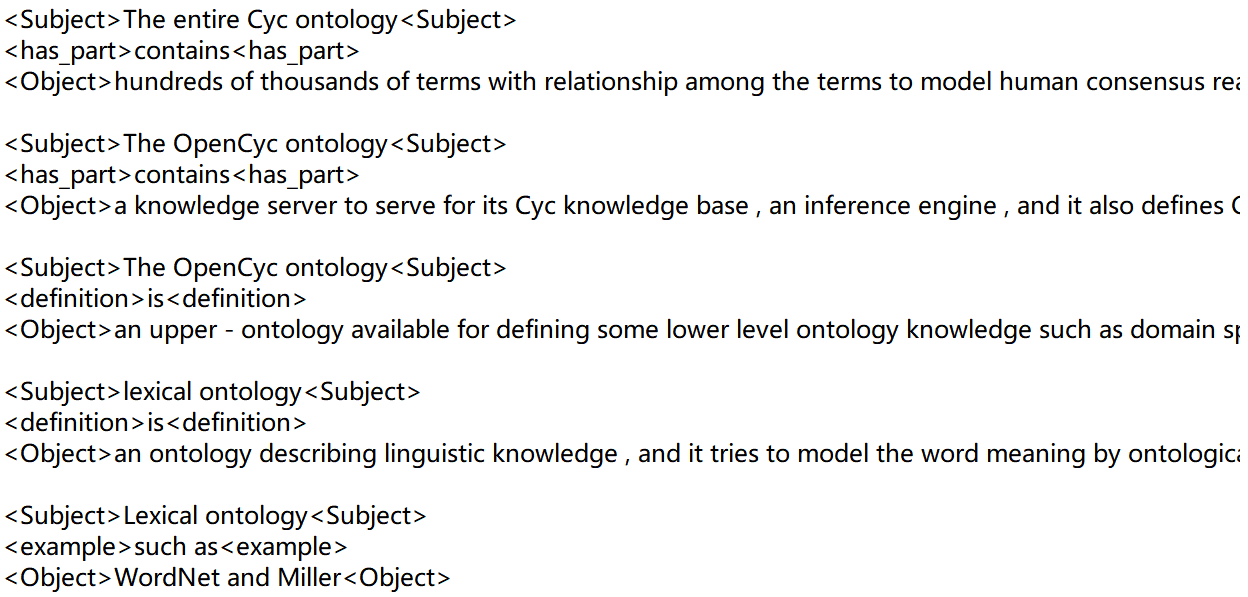 <Subject>The entire Cyc ontology<Subject>
<has_part>contains<has_part>
<Object>hundreds of thousands of terms with relationship among the terms to model human consensus
<Subject>The OpenCyc ontology<Subject>
<has_part>contains<has_part>
<Object>a knowledge server to serve for its Cyc knowledge base , an inference engine , and it also defines
<Subject>The OpenCyc ontology<Subject>
<definition>is<definition>
<Object>an upper - ontology available for defining some lower level ontology knowledge such as domain
<Subject>lexical ontology<Subject>
<definition>is<definition>
<Object>an ontology describing linguistic knowledge , and it tries to model the word meaning by
<Subject>Lexical ontology<Subject>
<example>such as<example>
<Object>WordNet and Miller<Object>